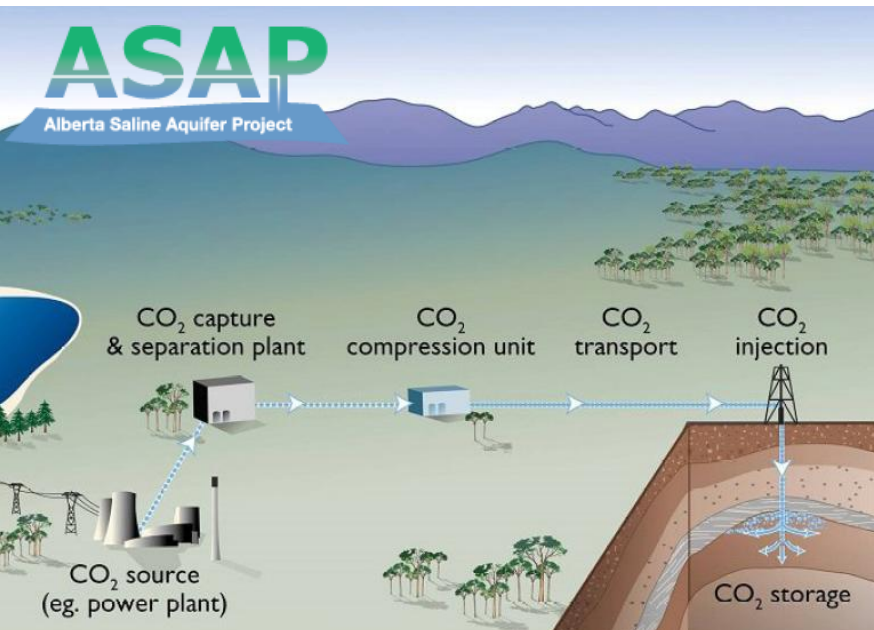 ASAP
Alberta Saline Aquifer Project
CO₂ capture
& separation plant
CO₂
compression unit
CO₂
transport
CO₂
injection
CO₂ source
(eg. power plant)
CO₂ storage